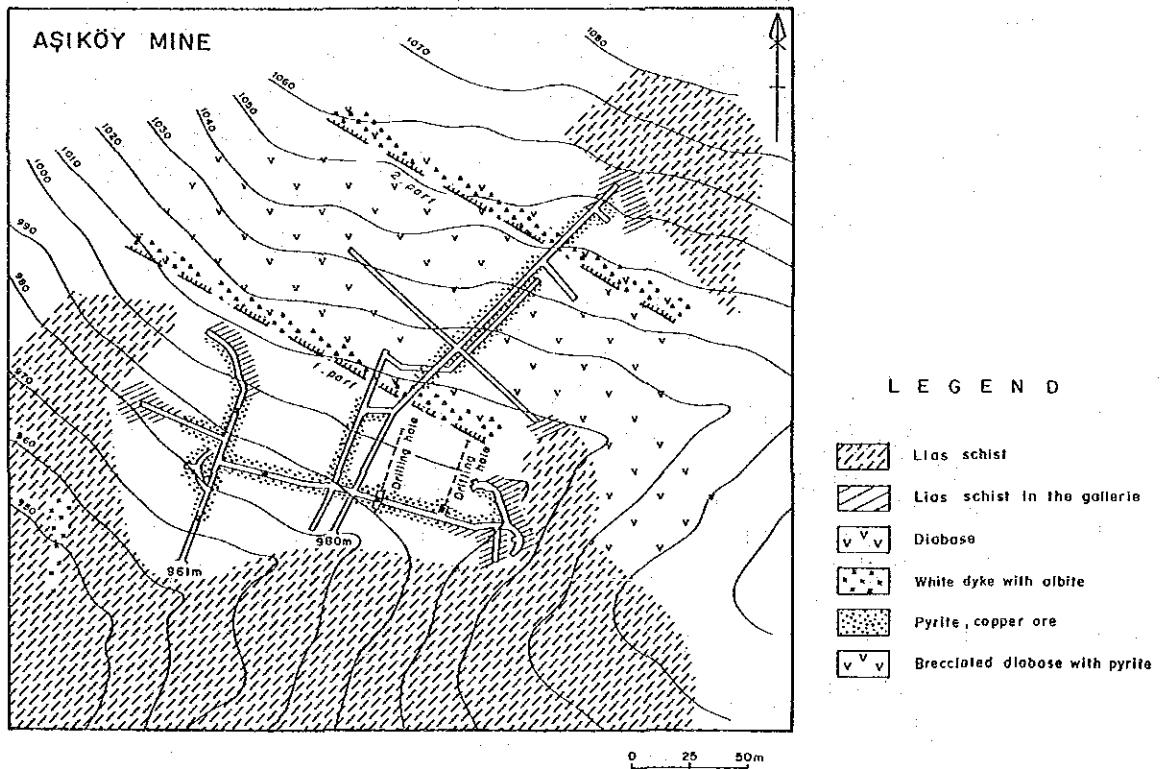 AŞIKÖY MINE
1070
1080
1060
1050
1040
1030
1020
1010
1000
990
980
970
960
950
2. part
1. part
Drilling hole
Drilling hole
980m
961m
LEGEND
Lias schist
Lias schist in the gallerie
Diabase
White dyke with albite
Pyrite, copper ore
Brecciated diabase with pyrite
0 25 50m